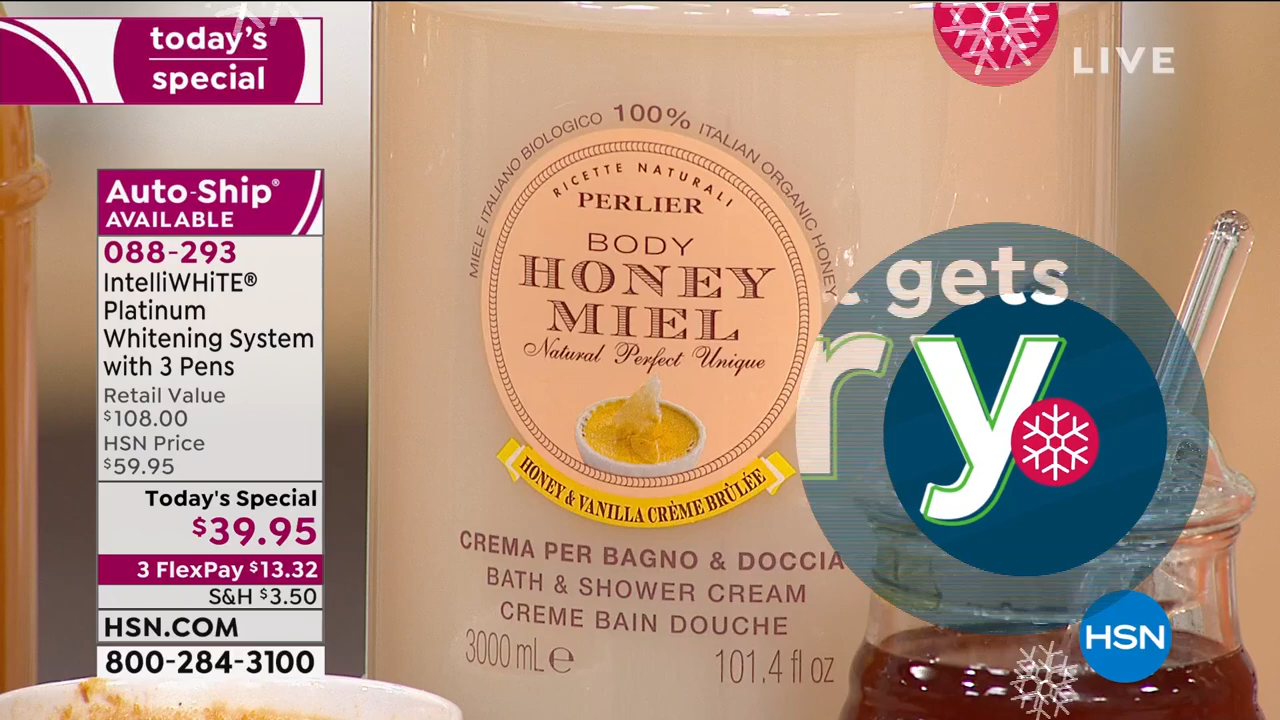 today's
special
Auto-Ship®
AVAILABLE
088-293
IntelliWHiTE®
Platinum
Whitening System
with 3 Pens
Retail Value
$108.00
HSN Price
$59.95
Today's Special
$39.95
3 FlexPay $13.32
S&H $3.50
HSN.COM
800-284-3100
MIELE ITALIANO BIOLOGICO 100% ITALIAN ORGANIC HONEY
RICETTE NATURALI
PERLIER
BODY
HONEY
MIEL
Natural Perfect Unique
HONEY & VANILLA CRÈME BRÛLÉE
CREMA PER BAGNO & DOCCIA
BATH & SHOWER CREAM
CREME BAIN DOUCHE
3000 mL ℮ 101.4 fl oz
LIVE
gets
ry
HSN